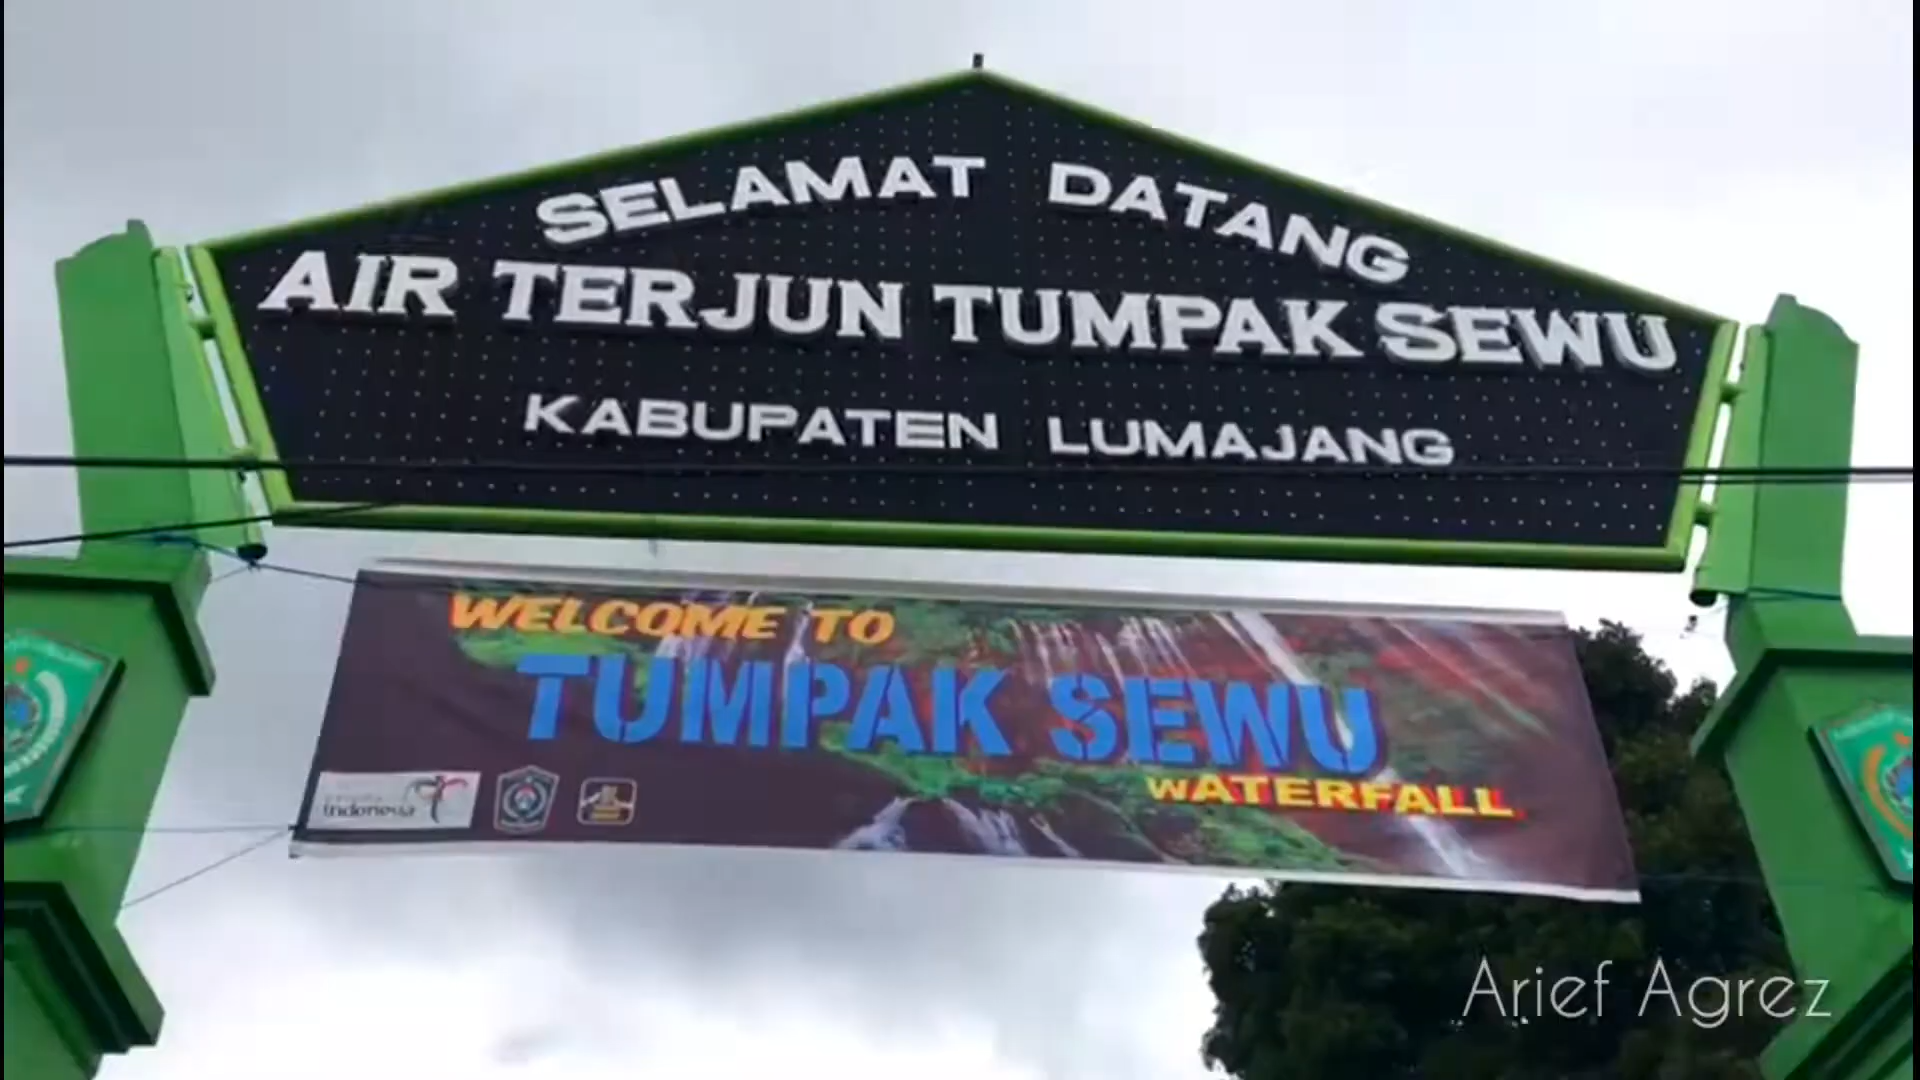 SELAMAT DATANG
AIR TERJUN TUMPAK SEWU
KABUPATEN LUMAJANG
WELCOME TO
TUMPAK SEWU
WATERFALL
indonesia
Arief Agrez